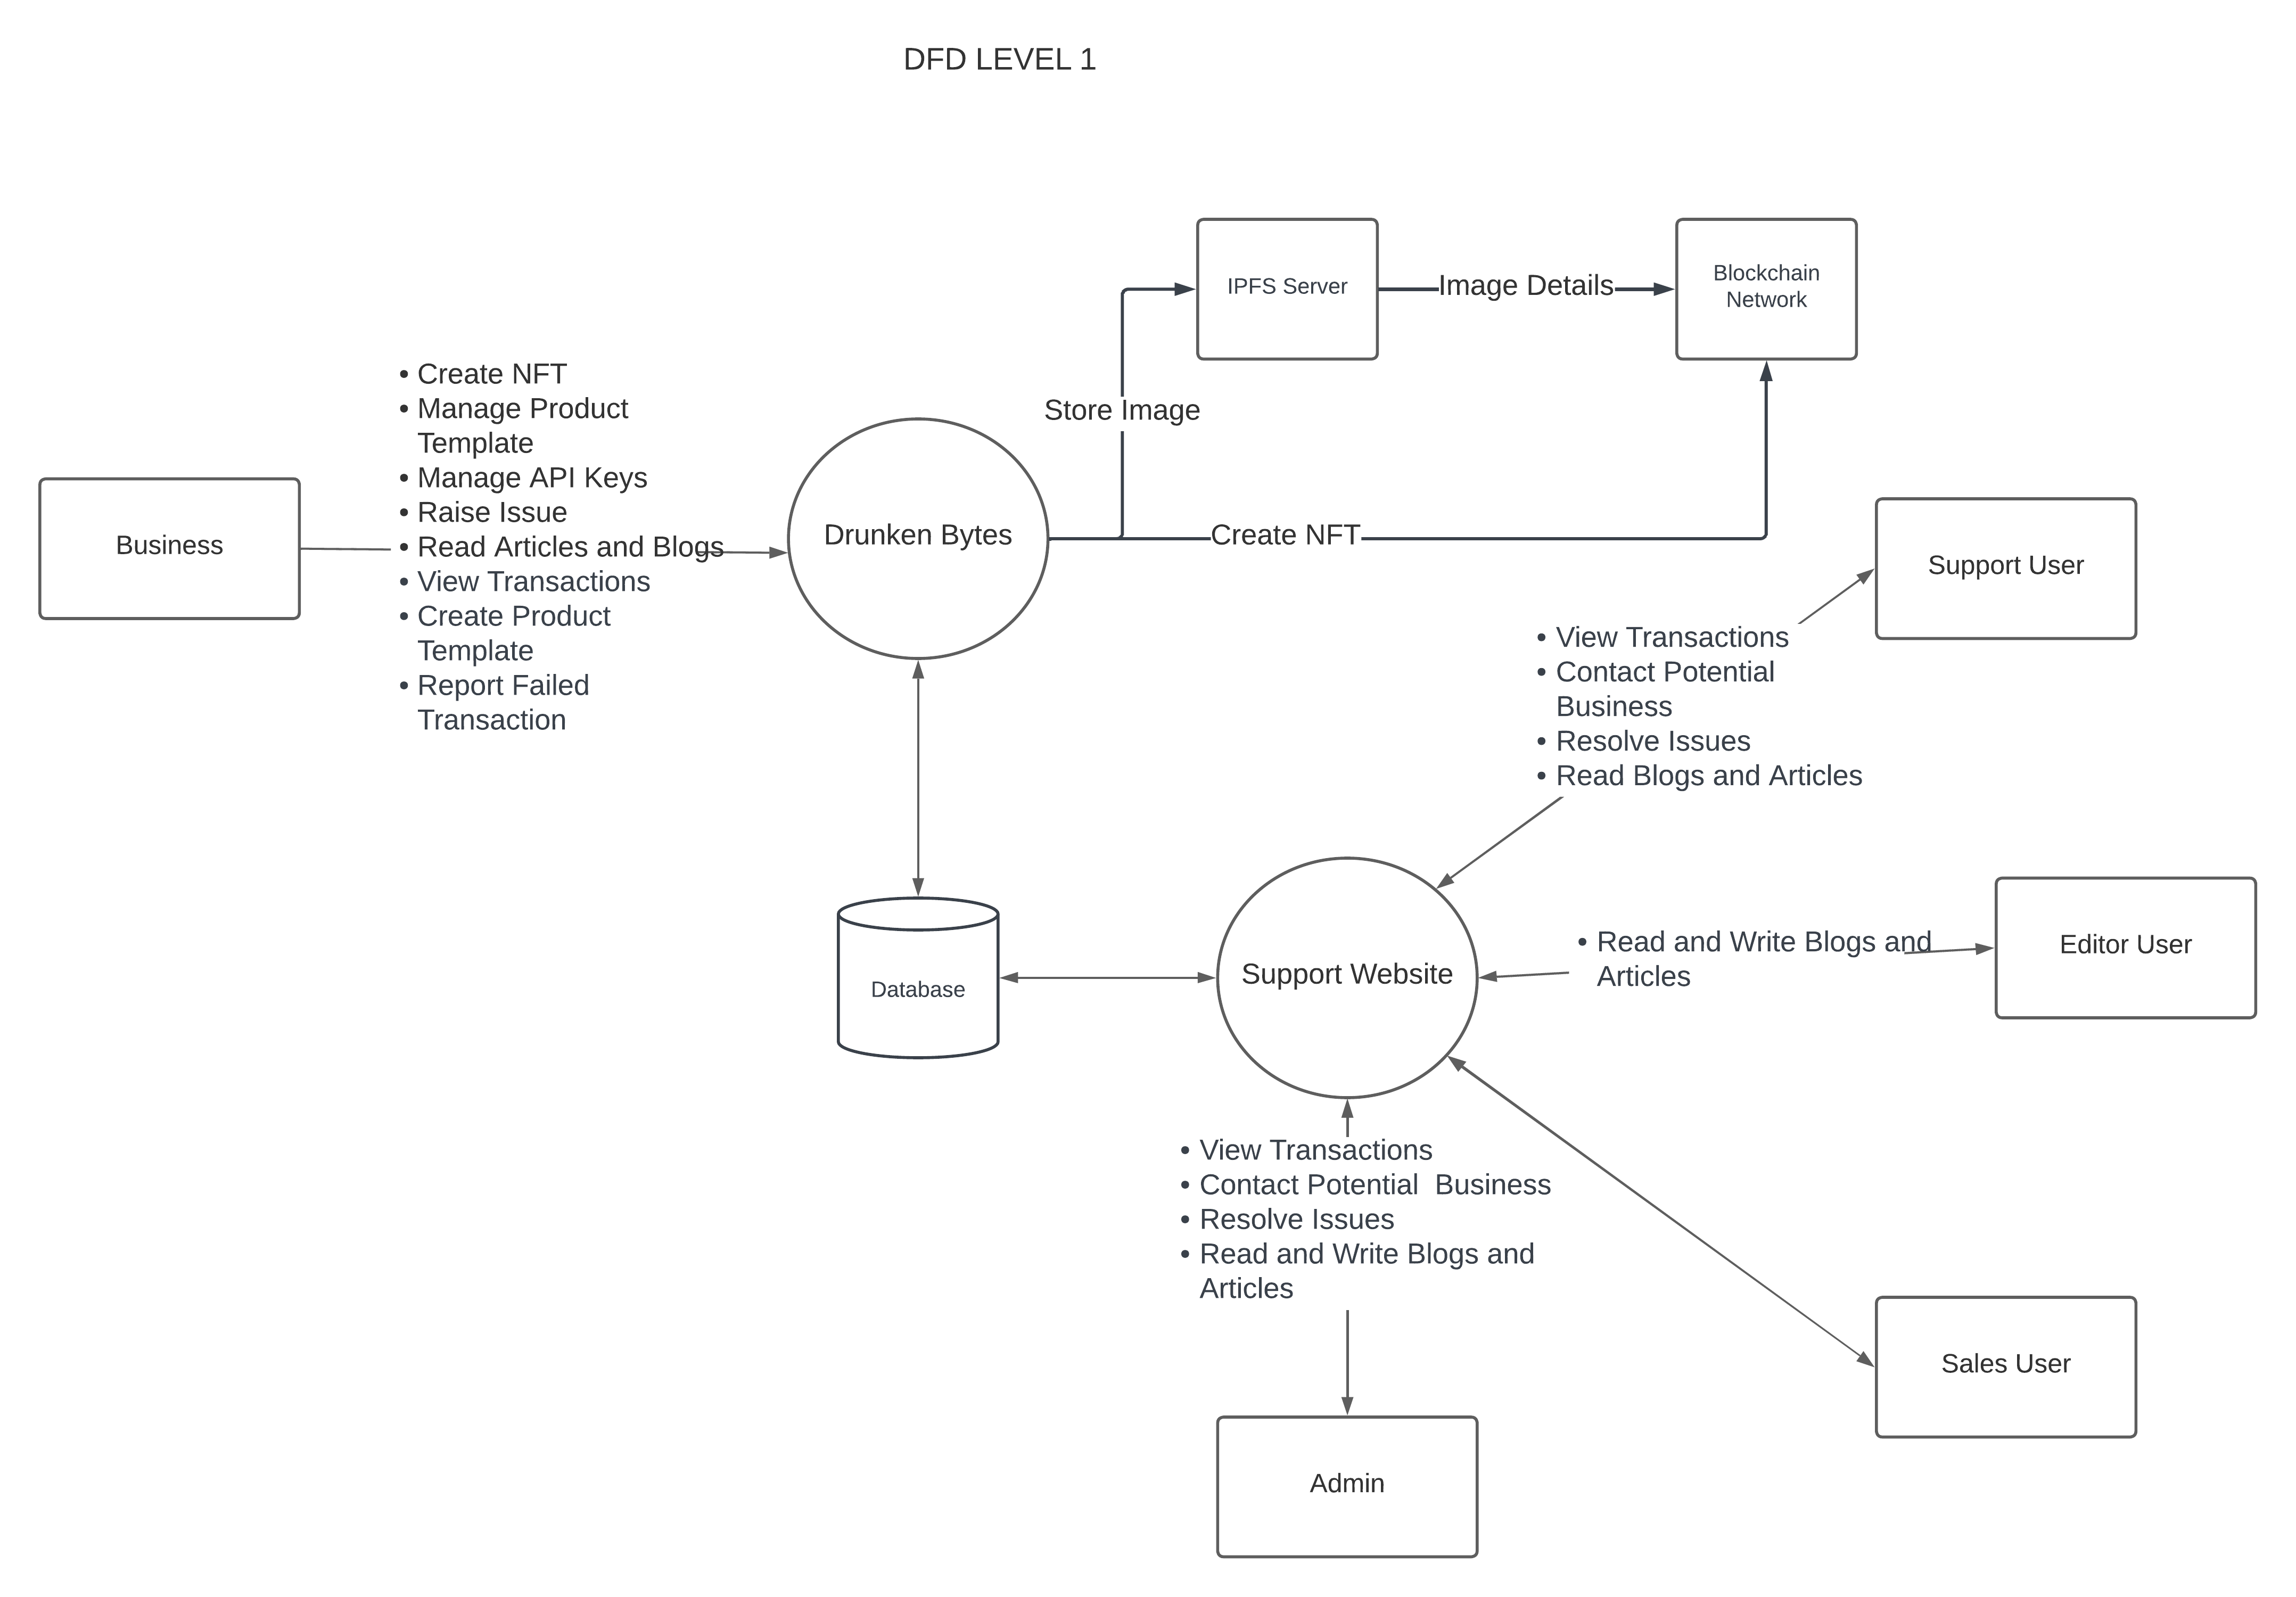 DFD LEVEL 1
IPFS Server
Image Details
Blockchain
Network
Store Image
• Create NFT
• Manage Product
Template
• Manage API Keys
• Raise Issue
• Read Articles and Blogs
• View Transactions
• Create Product
Template
• Report Failed
Transaction
Business
Drunken Bytes
Create NFT
Support User
• View Transactions
• Contact Potential
Business
• Resolve Issues
• Read Blogs and Articles
Database
Support Website
• Read and Write Blogs and
Articles
Editor User
• View Transactions
• Contact Potential  Business
• Resolve Issues
• Read and Write Blogs and
Articles
Sales User
Admin